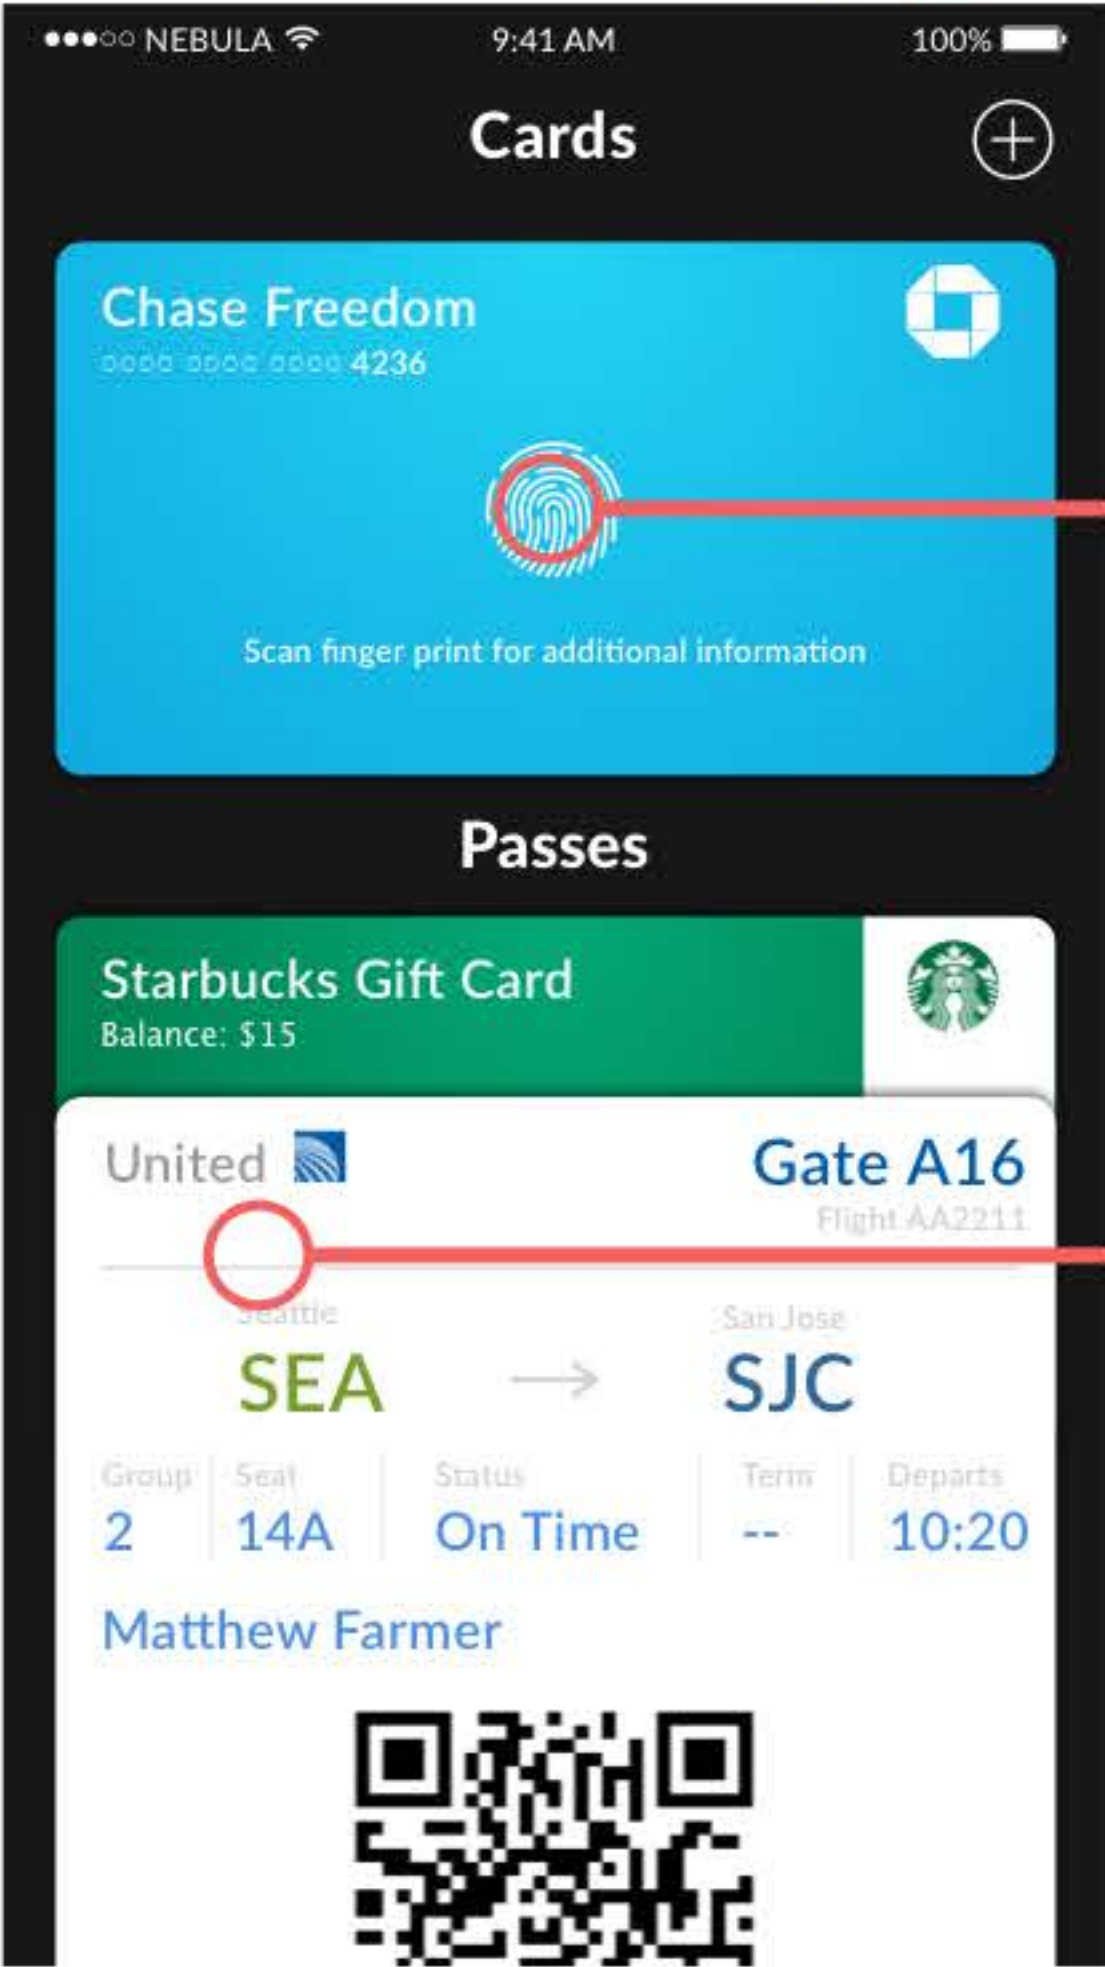 NEBULA 9:41 AM 100%
Cards
Chase Freedom
4236
Scan finger print for additional information
Passes
Starbucks Gift Card
Balance: $15
United Gate A16
Flight AA2211
Seattle San Jose
SEA SJC
Group Seat Status Term Departs
2 14A On Time -- 10:20
Matthew Farmer